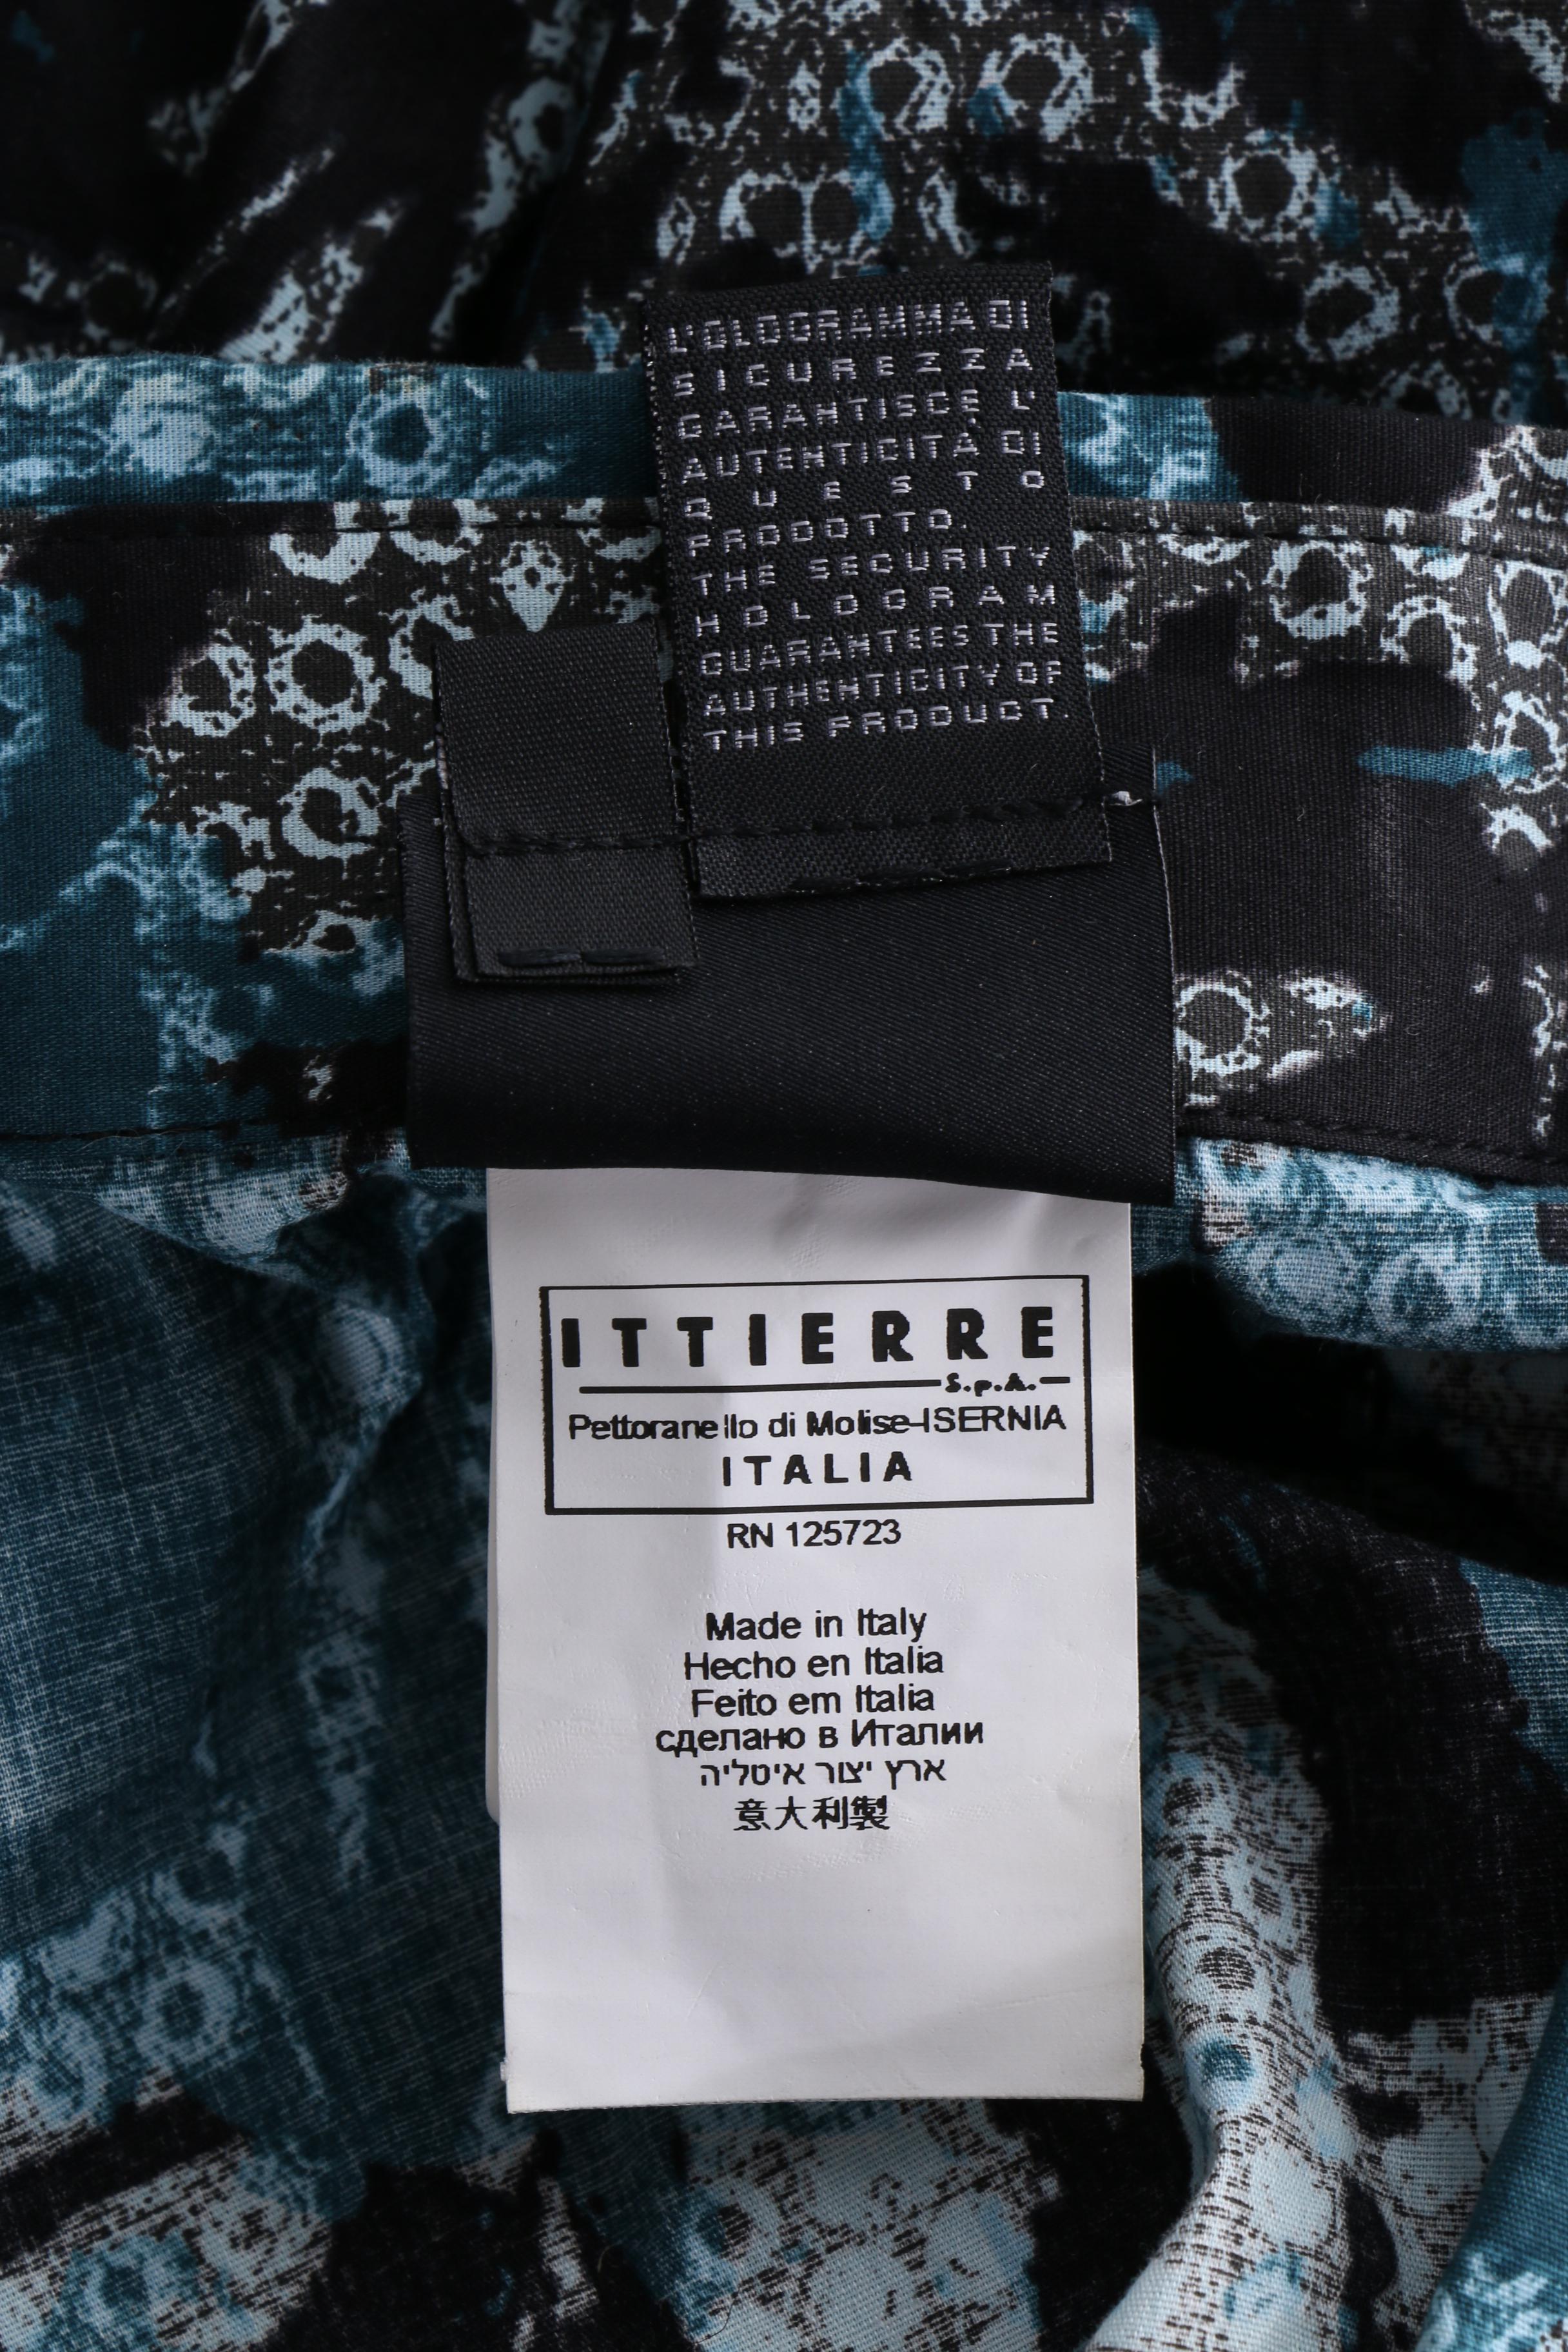 L'OLOGRAMMA DI
SICUREZZA
GARANTISCE L'
AUTENTICITÀ DI
QUESTO
PRODOTTO.
THE SECURITY
HOLOGRAM
GUARANTEES THE
AUTHENTICITY OF
THIS PRODUCT.
ITTIERRE
S.p.A.
Pettoranello di Molise-ISERNIA
ITALIA
RN 125723
Made in Italy
Hecho en Italia
Feito em Italia
сделано в Италии
ארץ יצור איטליה
意大利製